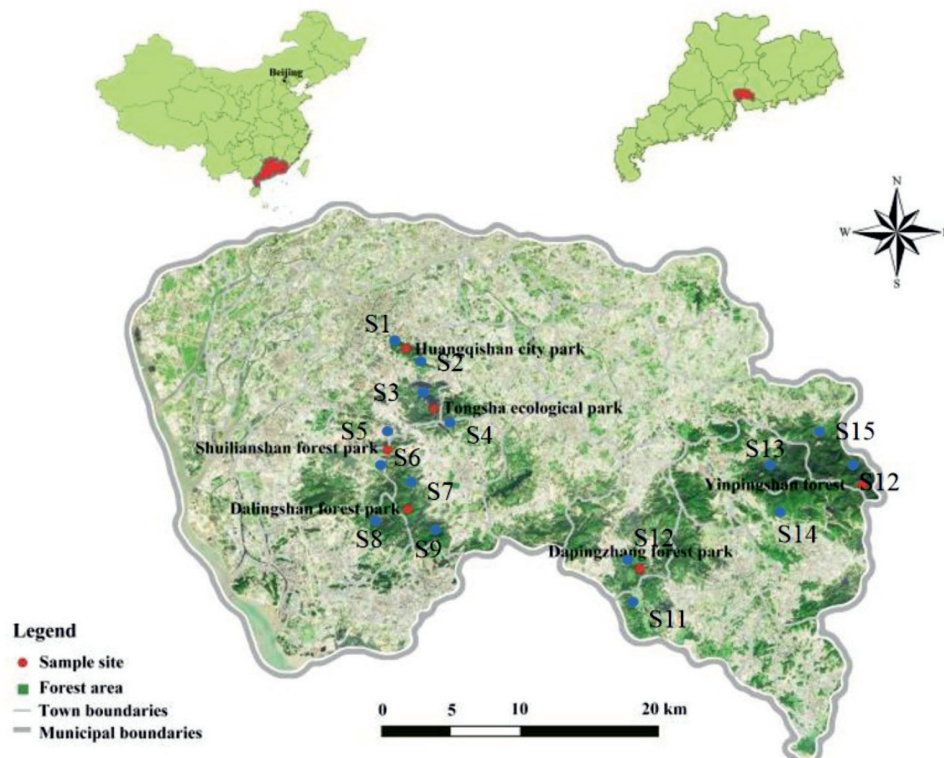 Beijing
N
W
E
S
S1
Huangqishan city park
S2
S3
Tongsha ecological park
S4
S5
Shuilianshan forest park
S6
S7
Dalingshan forest park
S8
S9
S15
S13
Yinpingshan forest
S12
S14
S12
Dapingzhang forest park
S11
Legend
Sample site
Forest area
Town boundaries
Municipal boundaries
0 5 10 20 km